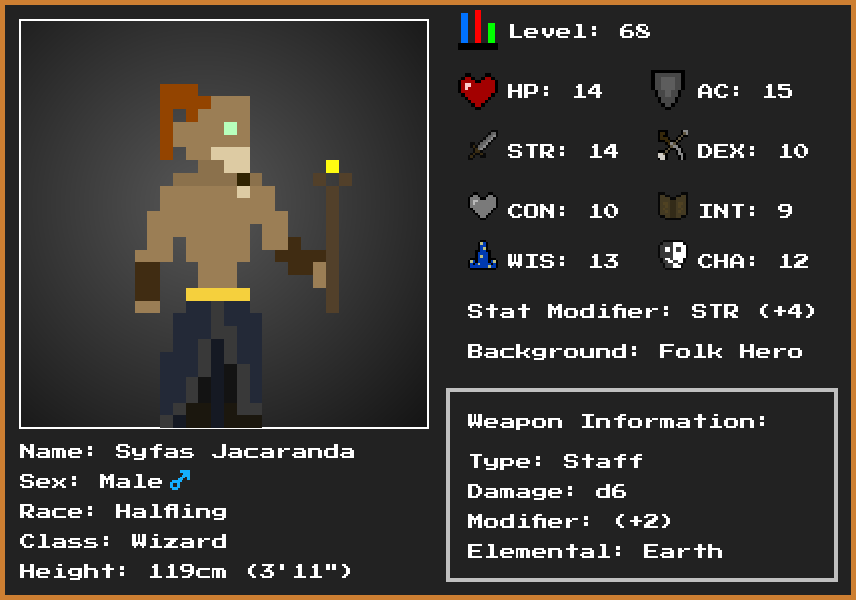 Level: 68
HP: 14
AC: 15
STR: 14
DEX: 10
CON: 10
INT: 9
WIS: 13
CHA: 12
Stat Modifier: STR (+4)
Background: Folk Hero
Weapon Information:
Type: Staff
Damage: d6
Modifier: (+2)
Elemental: Earth
Name: Syfas Jacaranda
Sex: Male ♂
Race: Halfling
Class: Wizard
Height: 119cm (3'11")